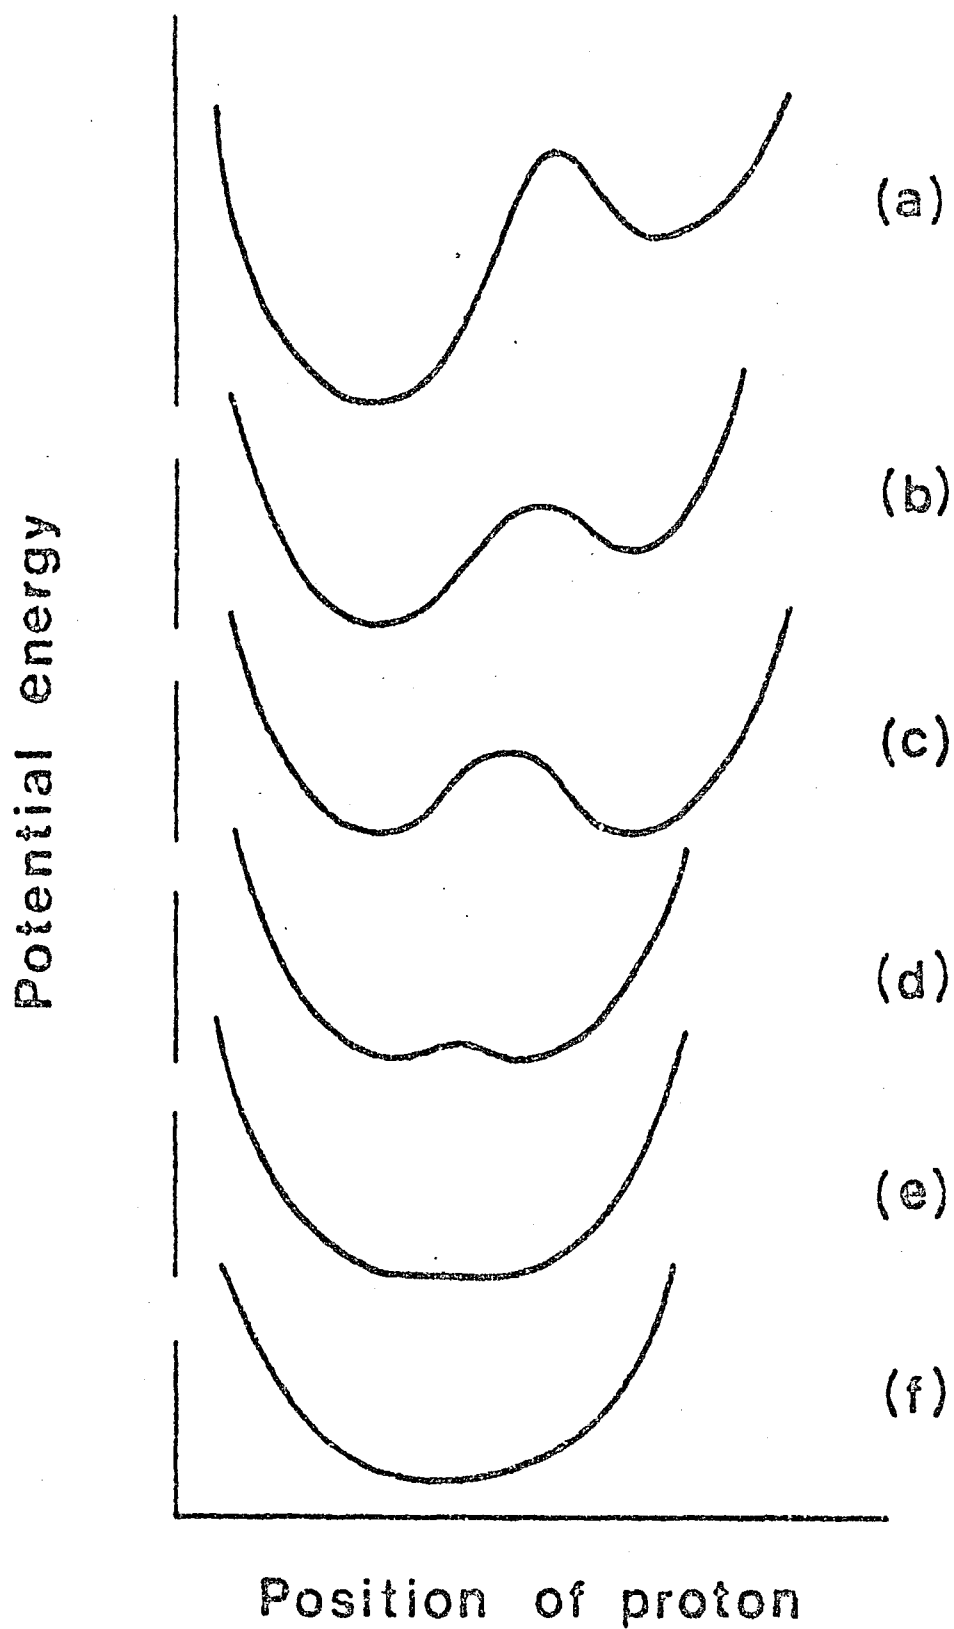 (a)
(b)
(c)
(d)
(e)
(f)
Potential energy
Position of proton